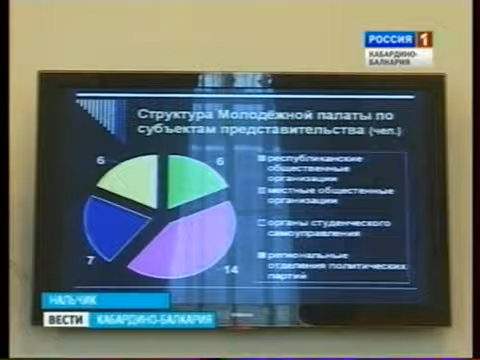 РОССИЯ 1
КАБАРДИНО-
БАЛКАРИЯ
Структура Молодёжной палаты по
субъектам представительства (чел.)
6
6
7
14
республиканские
общественные
организации
местные общественные
организации
органы студенческого
самоуправления
региональные
отделения политических
партий
НАЛЬЧИК
ВЕСТИ КАБАРДИНО-БАЛКАРИЯ